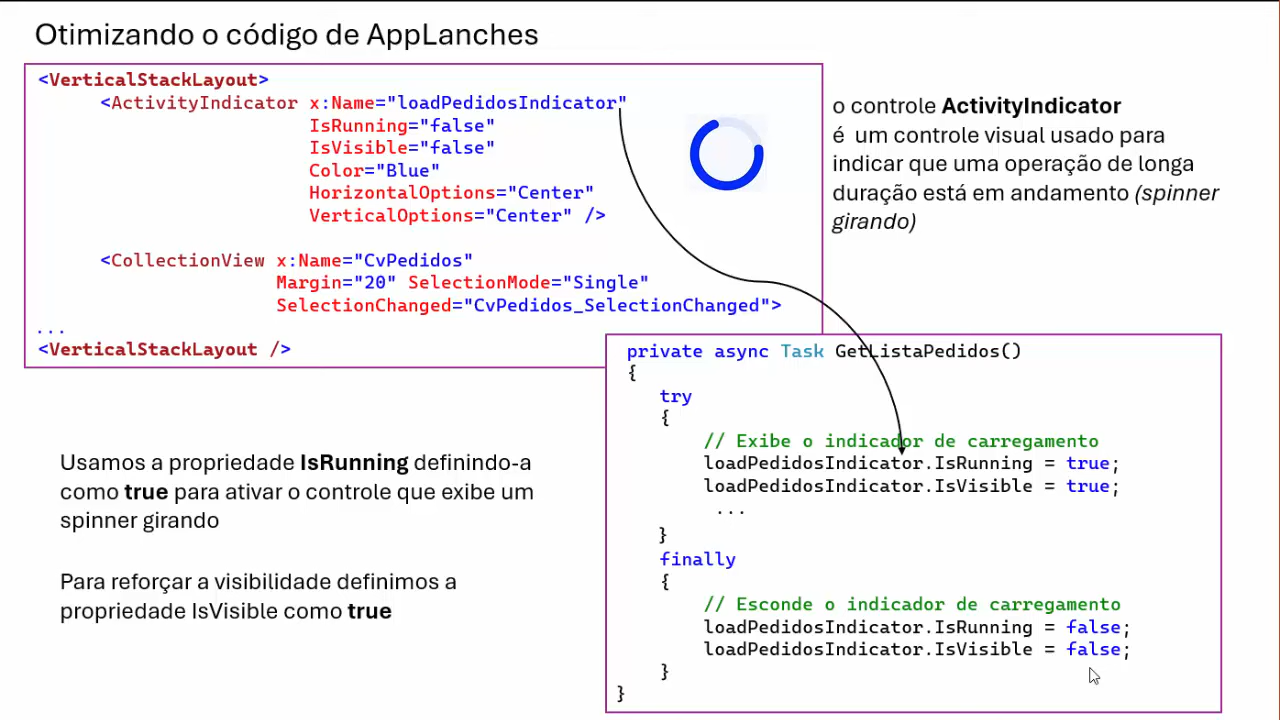 Otimizando o código de AppLanches
<VerticalStackLayout>
<ActivityIndicator x:Name="loadPedidosIndicator"
IsRunning="false"
IsVisible="false"
Color="Blue"
HorizontalOptions="Center"
VerticalOptions="Center" />
<CollectionView x:Name="CvPedidos"
Margin="20" SelectionMode="Single"
SelectionChanged="CvPedidos_SelectionChanged">
...
<VerticalStackLayout />
o controle ActivityIndicator
é um controle visual usado para
indicar que uma operação de longa
duração está em andamento (spinner
girando)
private async Task GetListaPedidos()
{
try
{
// Exibe o indicador de carregamento
loadPedidosIndicator.IsRunning = true;
loadPedidosIndicator.IsVisible = true;
...
}
finally
{
// Esconde o indicador de carregamento
loadPedidosIndicator.IsRunning = false;
loadPedidosIndicator.IsVisible = false;
}
}
Usamos a propriedade IsRunning definindo-a
como true para ativar o controle que exibe um
spinner girando
Para reforçar a visibilidade definimos a
propriedade IsVisible como true